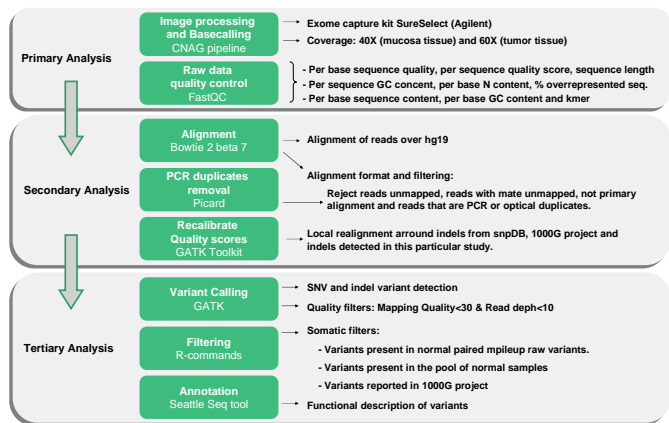 Primary Analysis
Image processing
and Basecalling
CNAG pipeline
Exome capture kit SureSelect (Agilent)
Coverage: 40X (mucosa tissue) and 60X (tumor tissue)
Raw data
quality control
FastQC
- Per base sequence quality, per sequence quality score, sequence length
- Per sequence GC concent, per base N content, % overrepresented seq.
- Per base sequence content, per base GC content and kmer
Secondary Analysis
Alignment
Bowtie 2 beta 7
Alignment of reads over hg19
Alignment format and filtering:
PCR duplicates
removal
Picard
Reject reads unmapped, reads with mate unmapped, not primary
alignment and reads that are PCR or optical duplicates.
Recalibrate
Quality scores
GATK Toolkit
Local realignment arround indels from snpDB, 1000G project and
indels detected in this particular study.
Tertiary Analysis
Variant Calling
GATK
SNV and indel variant detection
Quality filters: Mapping Quality<30 & Read deph<10
Filtering
R-commands
Somatic filters:
- Variants present in normal paired mpileup raw variants.
- Variants present in the pool of normal samples
- Variants reported in 1000G project
Annotation
Seattle Seq tool
Functional description of variants